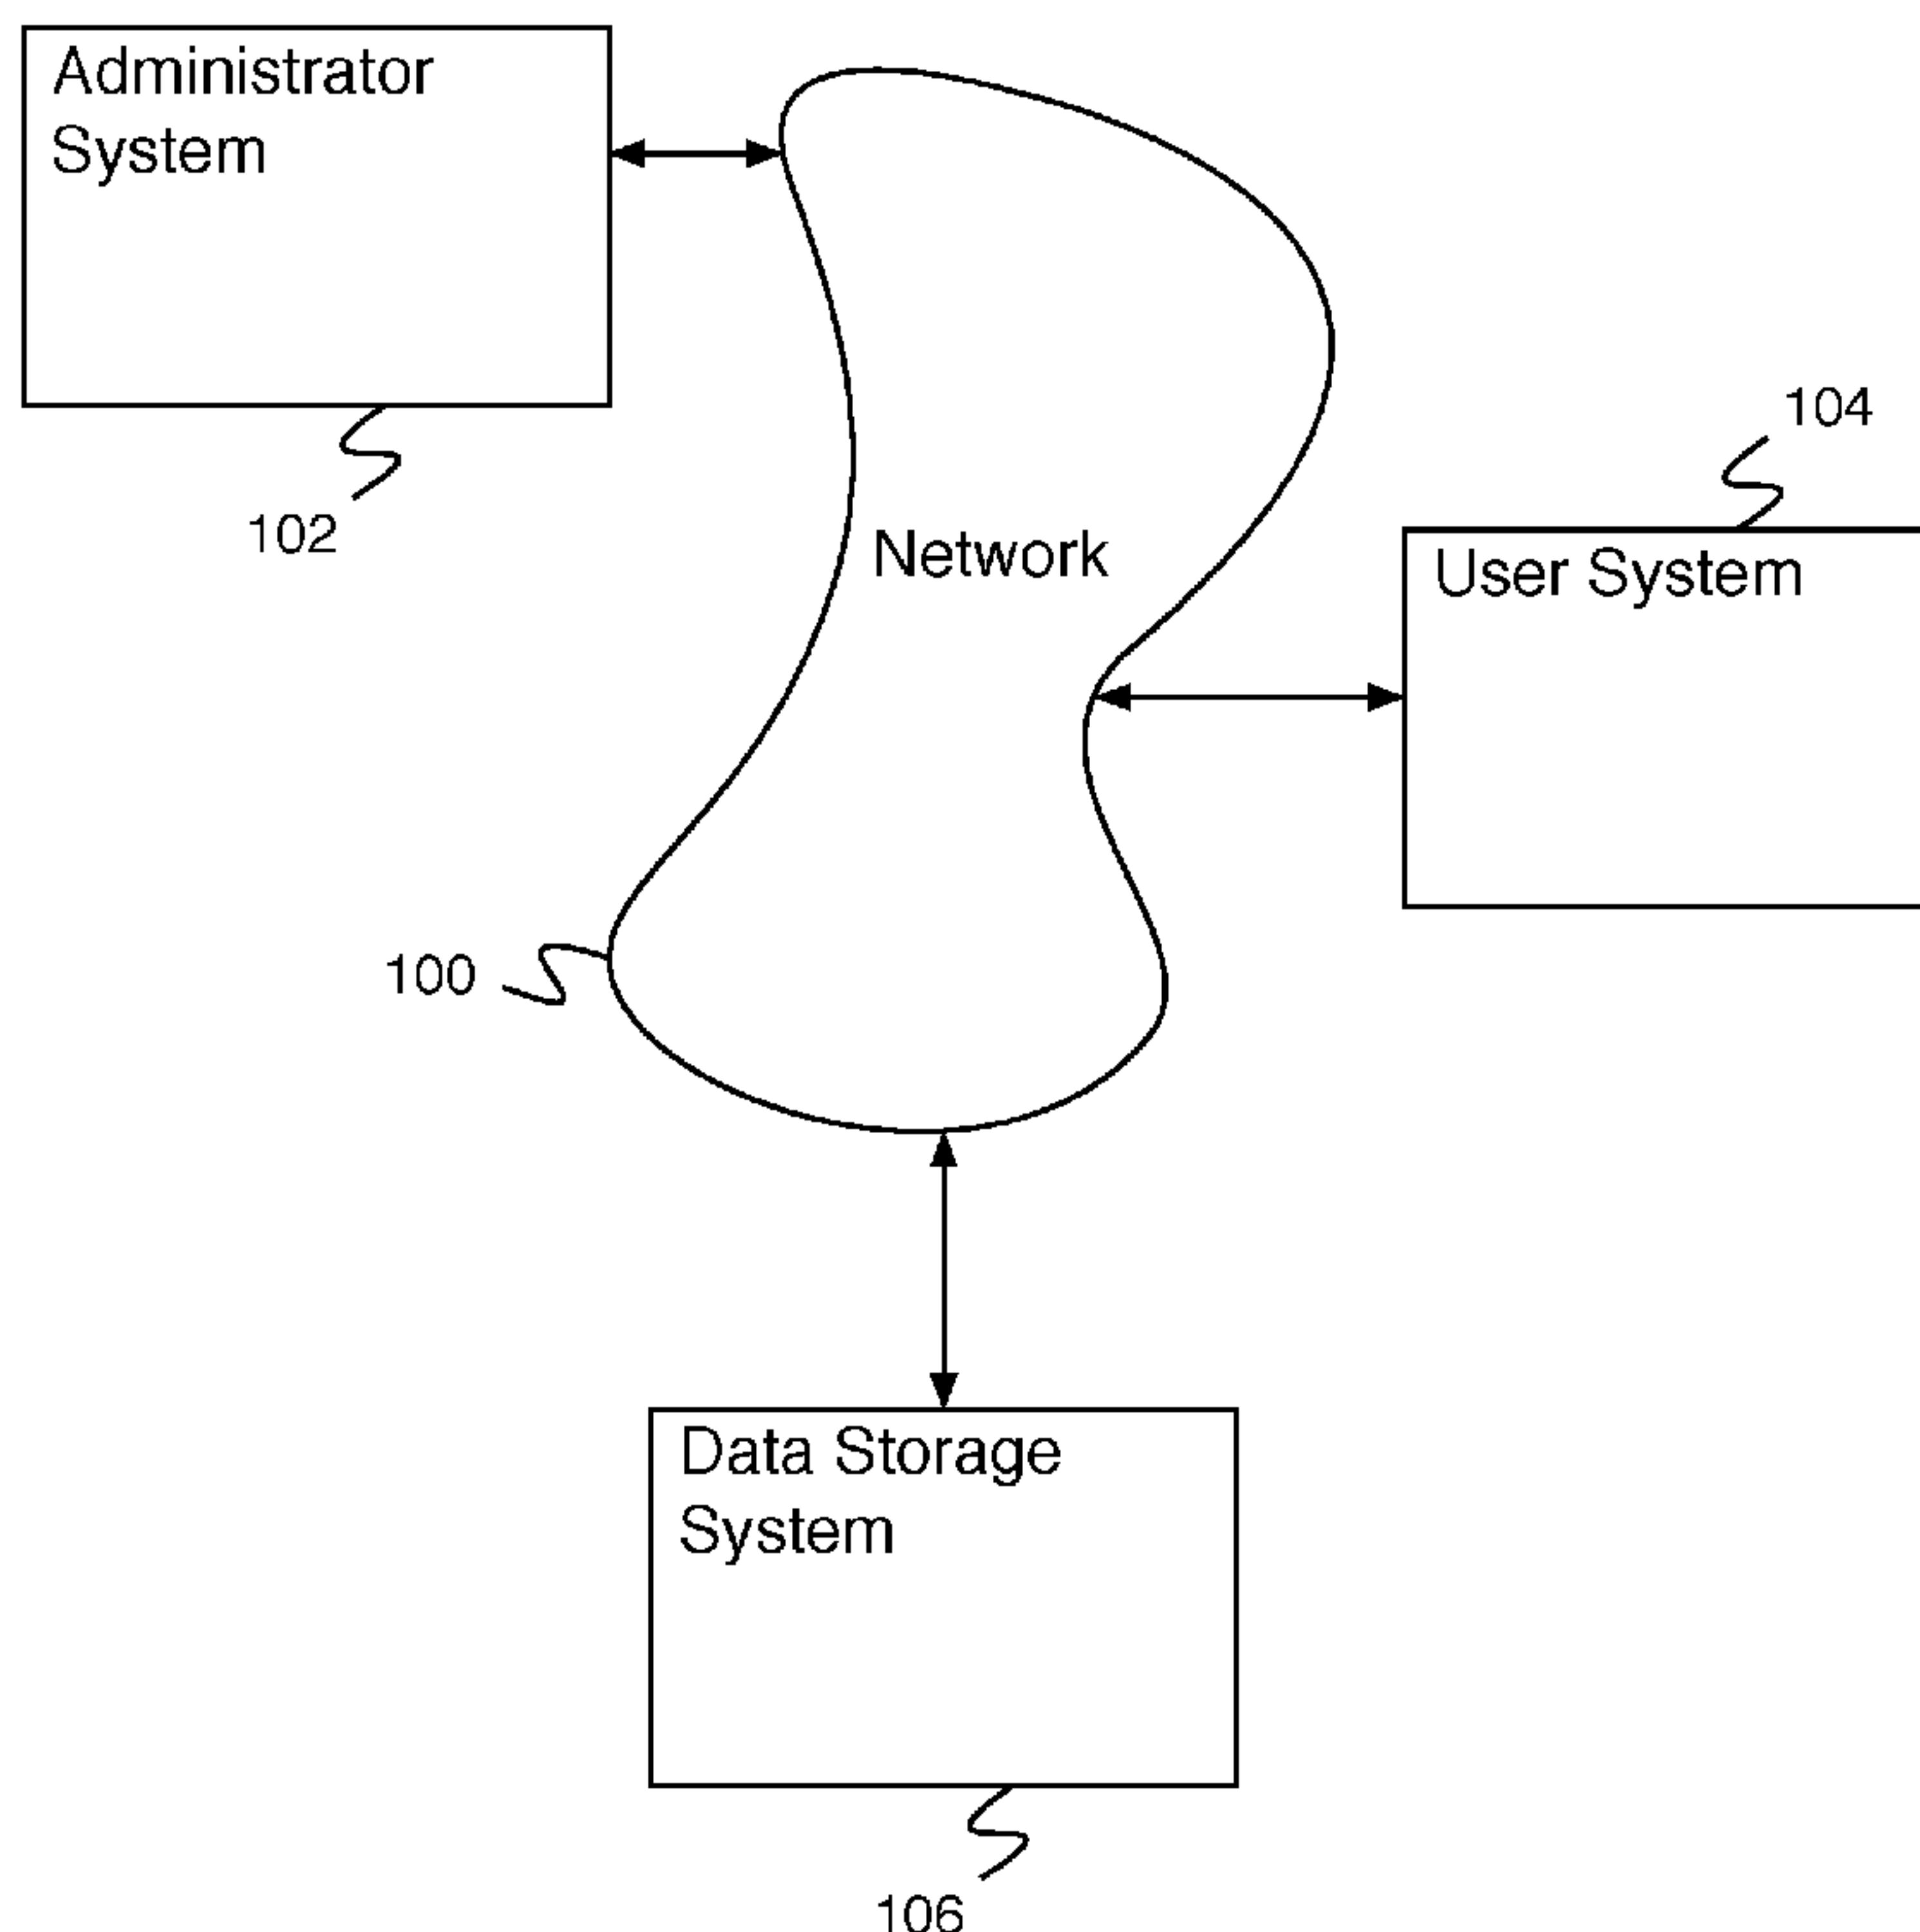 Administrator
System
102
104
Network
User System
100
Data Storage
System
106